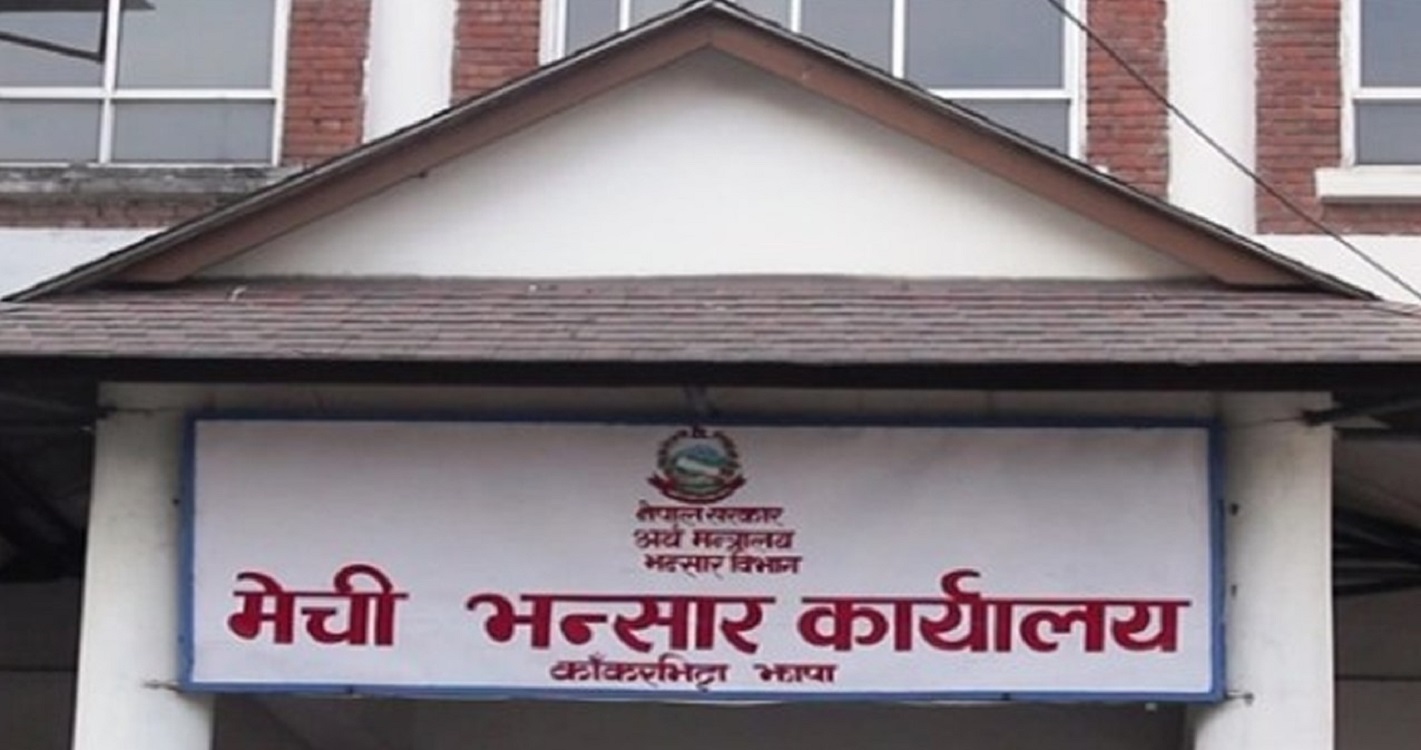 नेपाल सरकार
अर्थ मन्त्रालय
भन्सार विभाग
मेची भन्सार कार्यालय
काँकरभिट्टा झापा